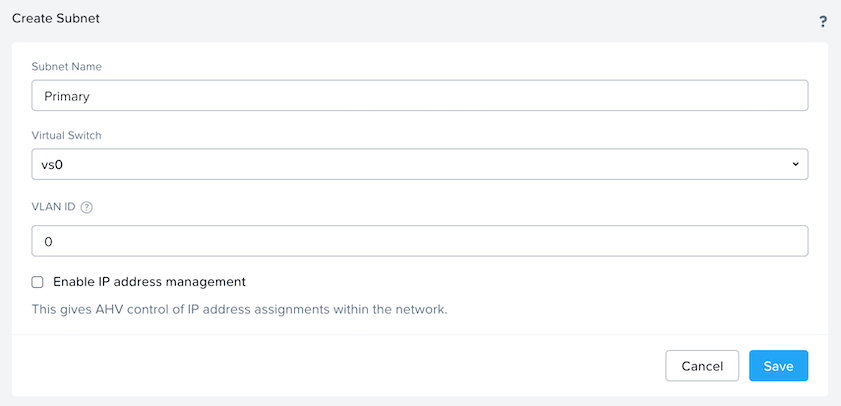 Create Subnet
?
Subnet Name
Primary
Virtual Switch
vs0
VLAN ID ?
0
Enable IP address management
This gives AHV control of IP address assignments within the network.
Cancel Save